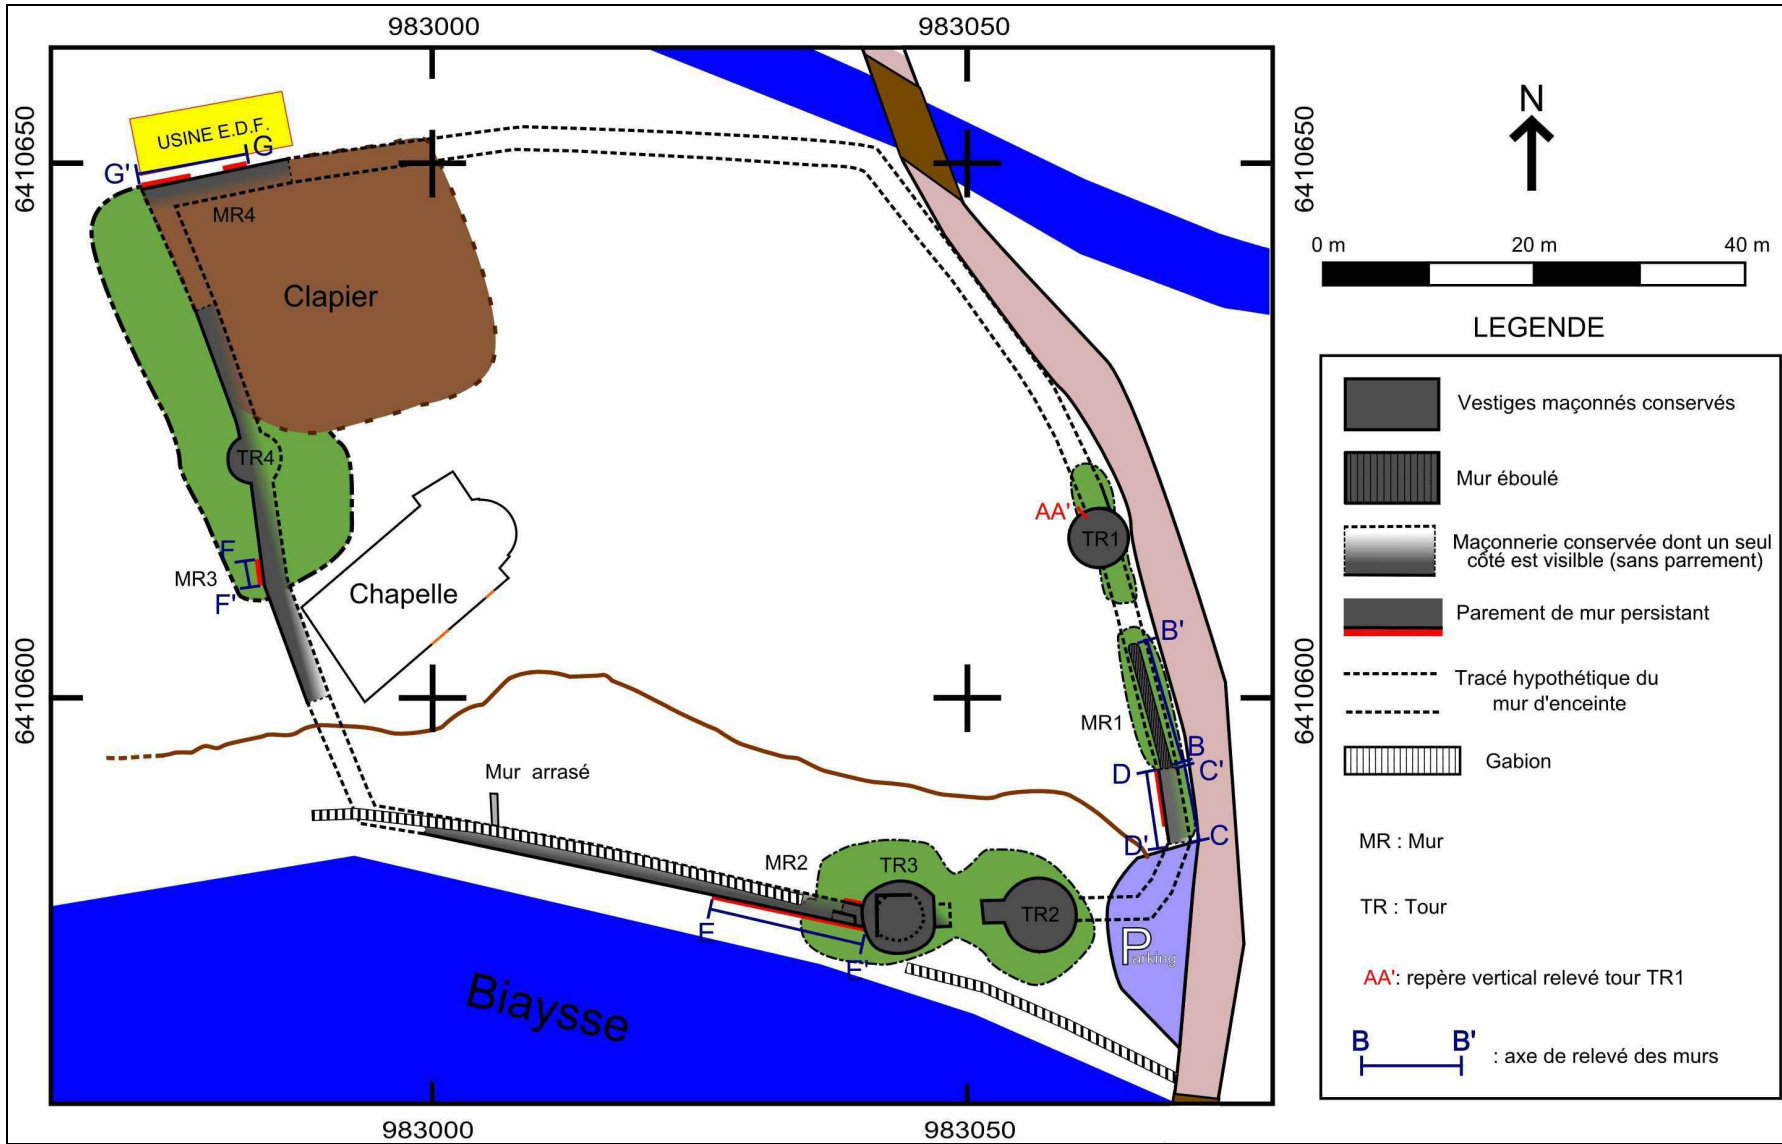 983000
983050
6410650
6410650
N
USINE E.D.F.
G
G'
MR4
0 m
20 m
40 m
Clapier
LEGENDE
Vestiges maçonnés conservés
TR4
Mur éboulé
AA'
TR1
Maçonnerie conservée dont un seul
côté est visilble (sans parrement)
F
MR3
F'
Chapelle
Parement de mur persistant
B'
6410600
6410600
Tracé hypothétique du
mur d'enceinte
MR1
B
C'
D
Mur arrasé
Gabion
D'
C
MR : Mur
MR2
TR3
TR2
TR : Tour
E
E'
Parking
AA': repère vertical relevé tour TR1
Biaysse
B
B'
: axe de relevé des murs
983000
983050